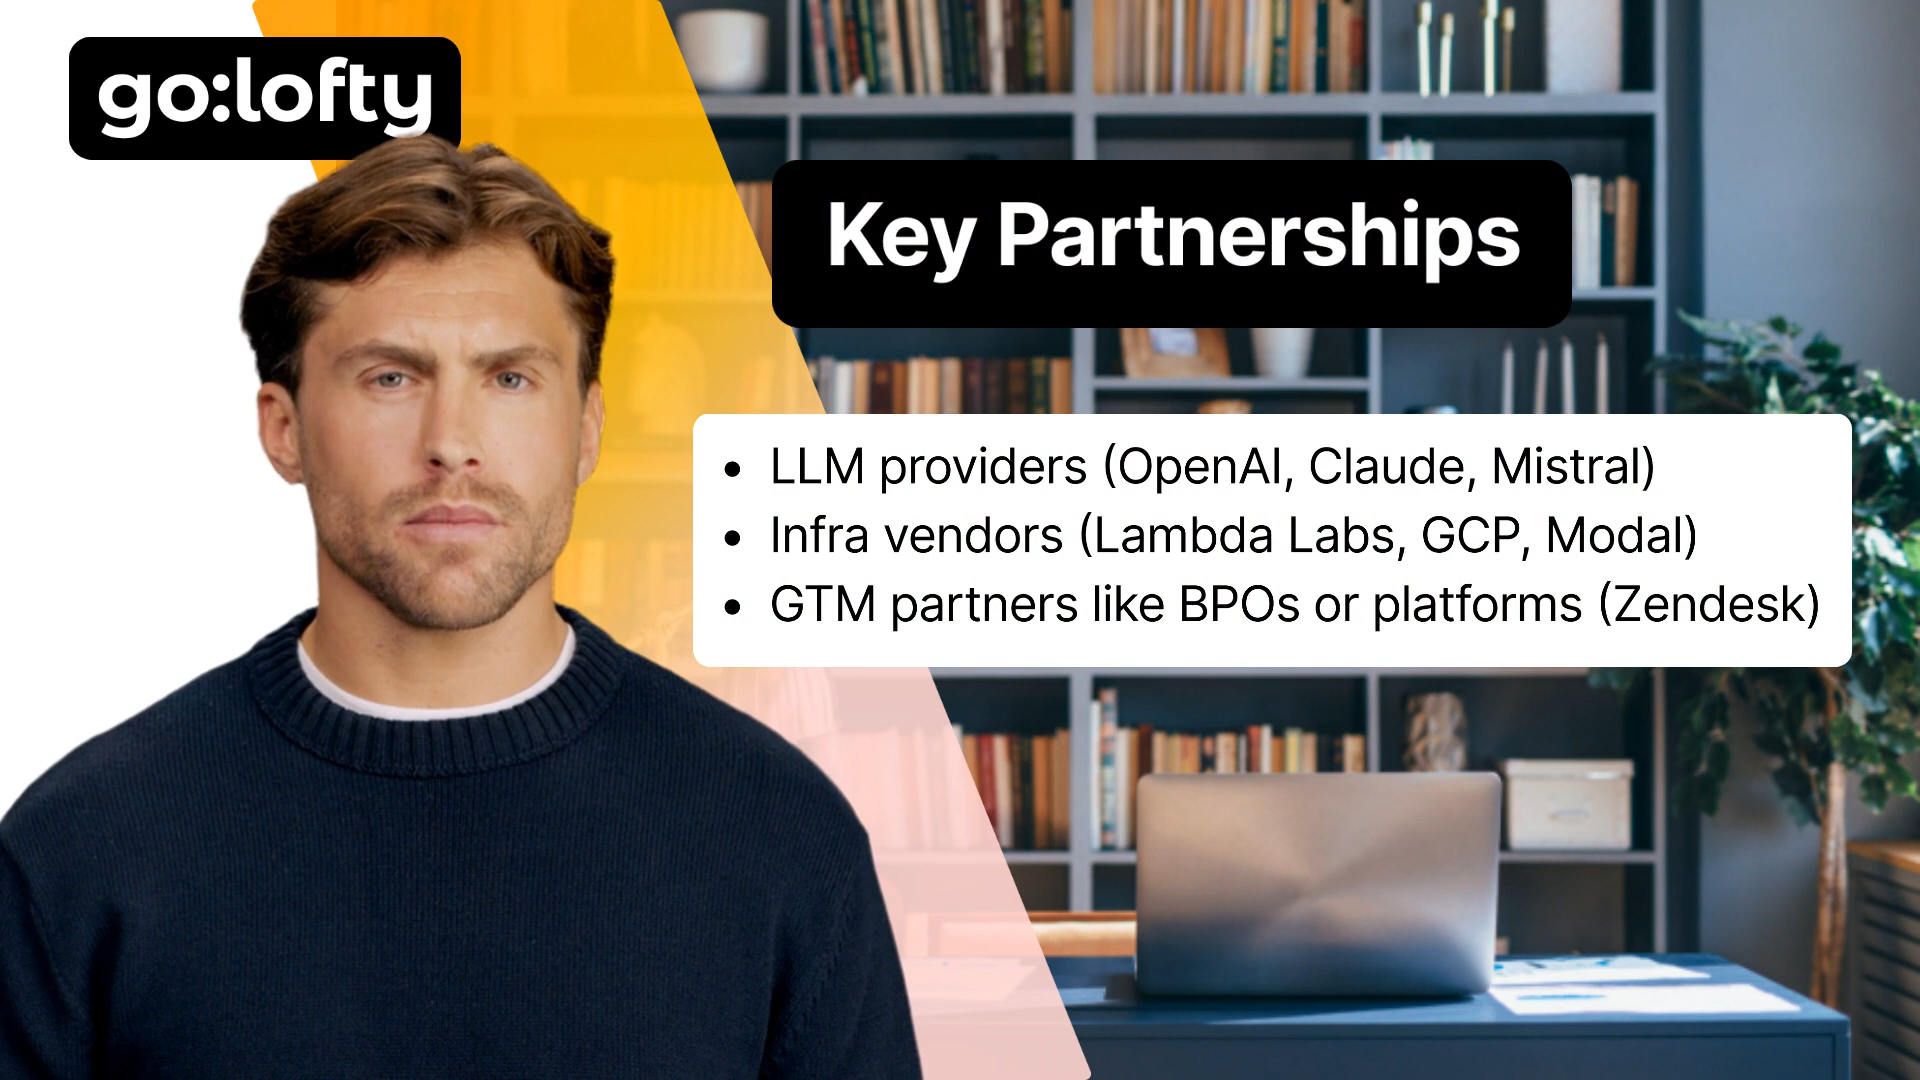 go:lofty
Key Partnerships
• LLM providers (OpenAI, Claude, Mistral)
• Infra vendors (Lambda Labs, GCP, Modal)
• GTM partners like BPOs or platforms (Zendesk)